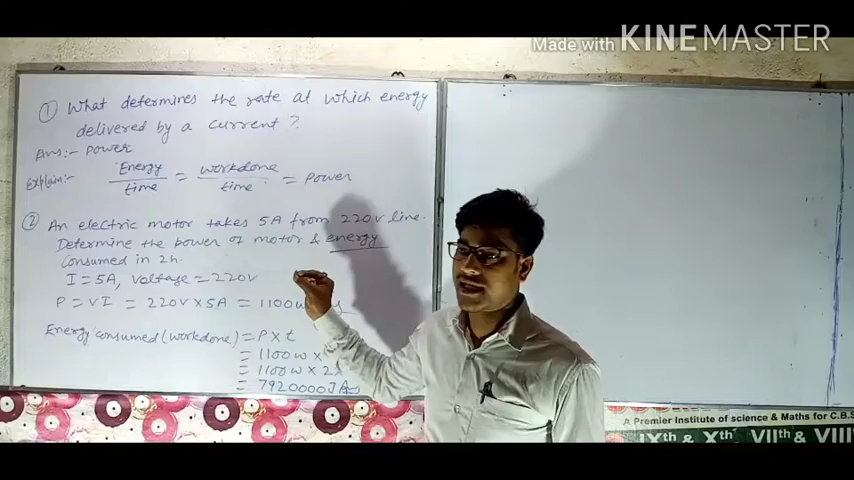 Made with KINEMASTER
① What determines the rate at which energy
delivered by a current ?
Ans:- Power
Explain:- Energy/time = workdone/time = Power
② An electric motor takes 5A from 220V line.
Determine the power of motor & energy
Consumed in 2h.
I = 5A, voltage = 220V
P = VI = 220V × 5A = 1100W
Energy consumed (workdone) = P × t
= 1100W ×
= 1100W × 2
= 7920000J
A Premier Institute of Science & Maths for CBSE
IXth & Xth VIIth & VIII